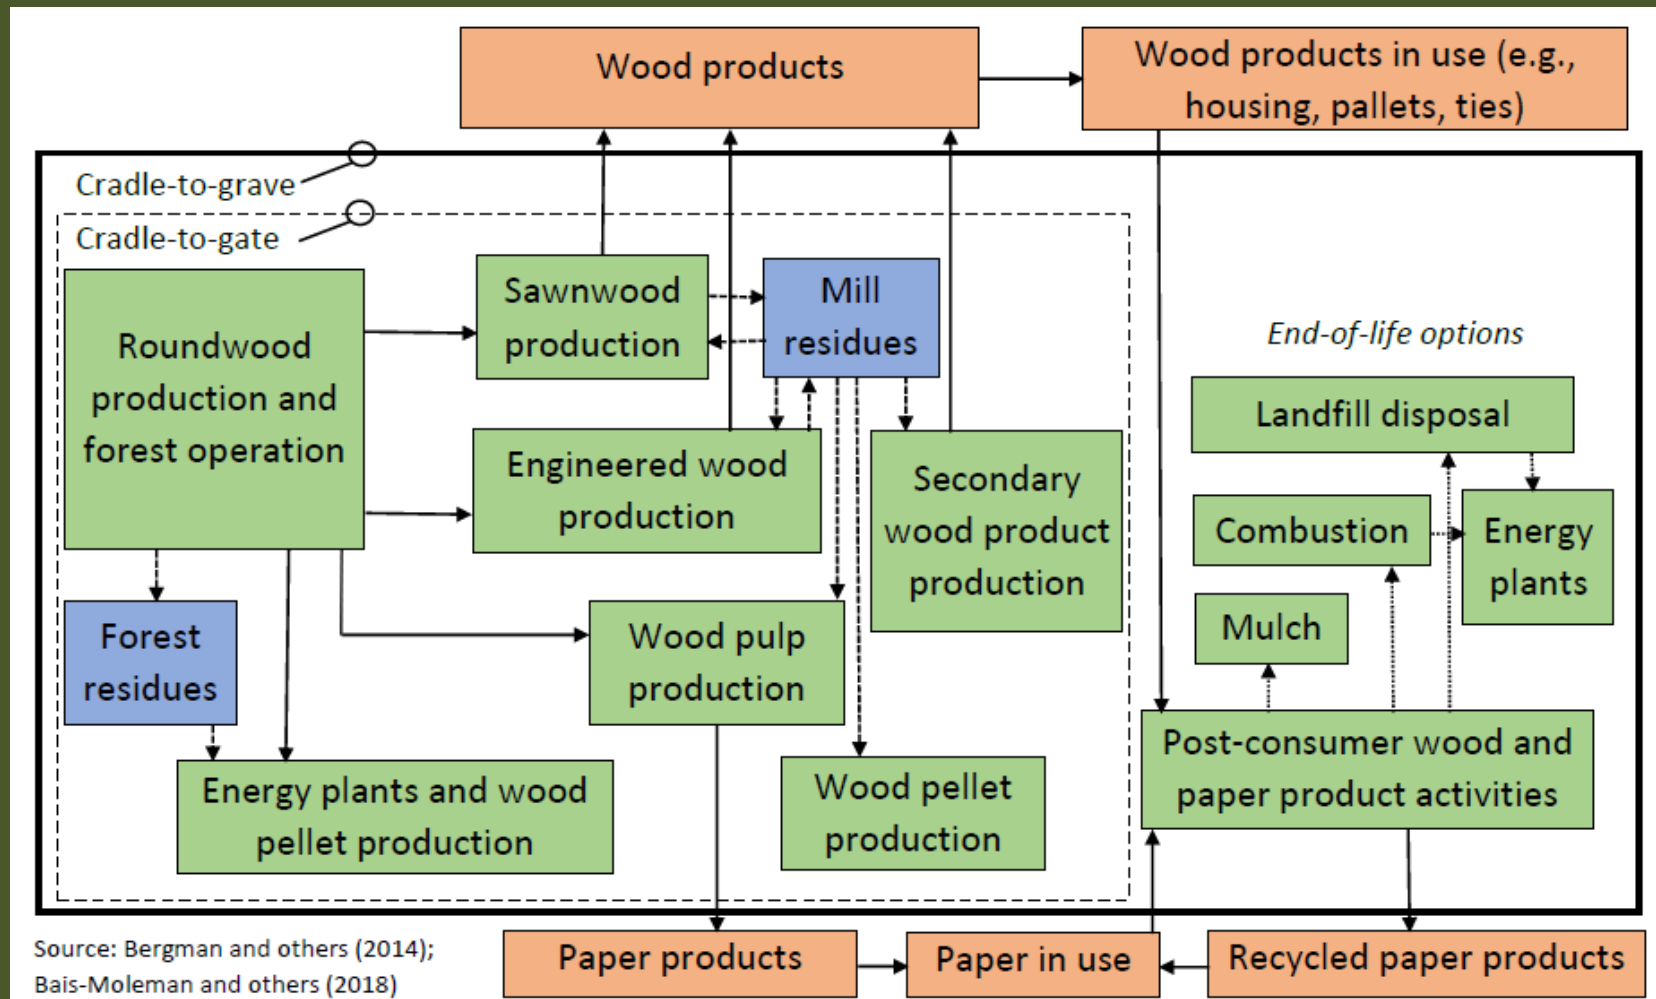 Wood products
Wood products in use (e.g.,
housing, pallets, ties)
Cradle-to-grave
Cradle-to-gate
Roundwood
production and
forest operation
Sawnwood
production
Mill
residues
Engineered wood
production
Secondary
wood product
production
Forest
residues
Wood pulp
production
Energy plants and wood
pellet production
Wood pellet
production
End-of-life options
Landfill disposal
Combustion
Energy
plants
Mulch
Post-consumer wood and
paper product activities
Source: Bergman and others (2014);
Bais-Moleman and others (2018)
Paper products
Paper in use
Recycled paper products